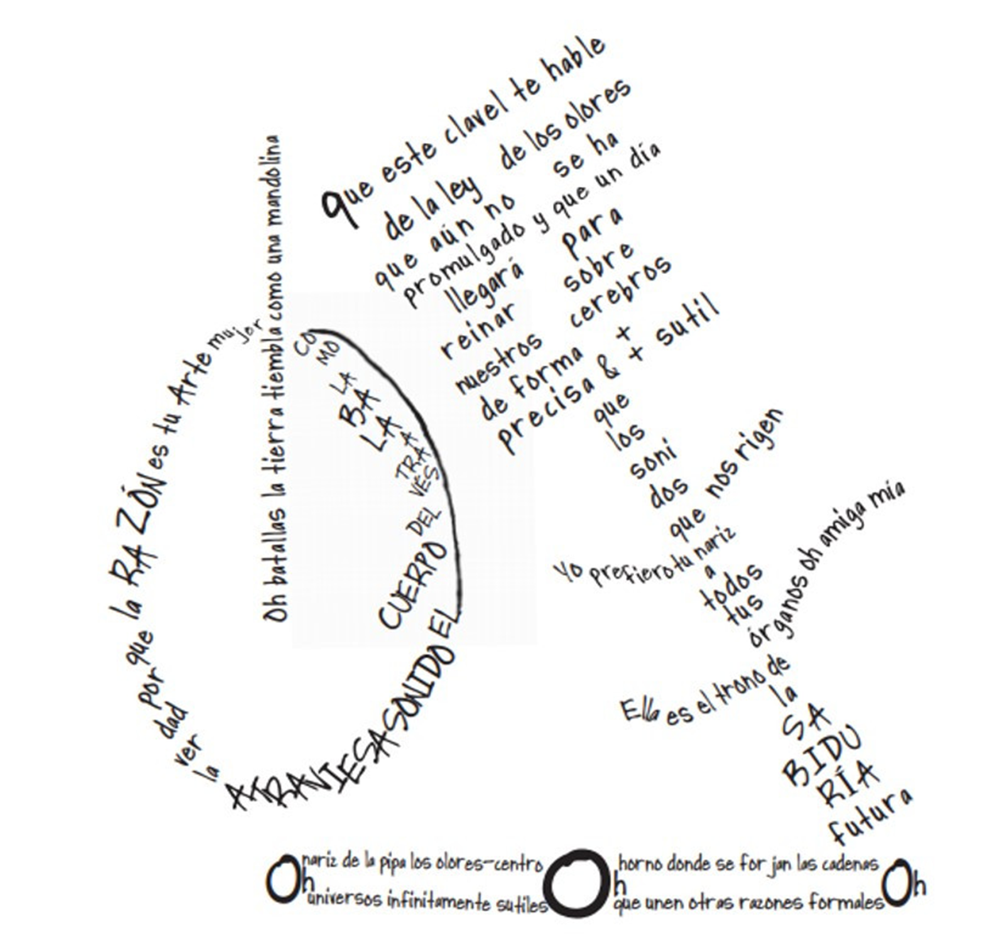 Oh batallas la tierra tiembla como una mandolina
COMO
LA
BA
LA
A
TRA
VÉS
DEL
CUERPO
EL
SONIDO
ATRAVIESA
la
ver
dad
por
que la RAZÓN es tu Arte mujer
que este clavel te hable
de la ley de los olores
que aún no se ha
promulgado y que un día
llegará para
reinar sobre
nuestros cerebros
de forma +
precisa & + sutil
que
los
soni
dos
que nos rigen
Yo prefiero tu nariz
a
todos
tus
órganos oh amiga mía
Ella es el trono de
la
SA
BIDU
RÍA
futura
Oh nariz de la pipa los olores-centro
universos infinitamente sutiles
Oh horno donde se for jan las cadenas
que unen otras razones formales
Oh